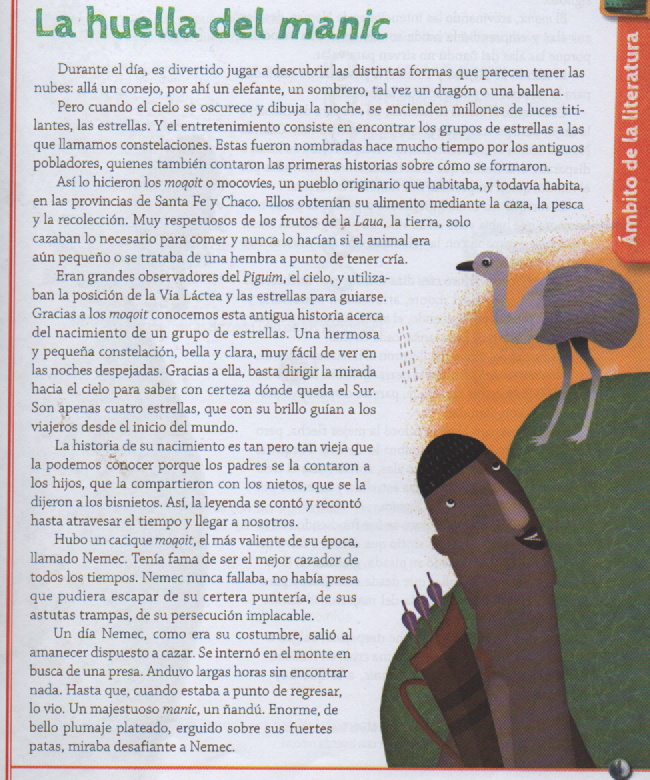 La huella del manic
Durante el día, es divertido jugar a descubrir las distintas formas que parecen tener las
nubes: allá un conejo, por ahí un elefante, un sombrero, tal vez un dragón o una ballena.
Pero cuando el cielo se oscurece y dibuja la noche, se encienden millones de luces titi-
lantes, las estrellas. Y el entretenimiento consiste en encontrar los grupos de estrellas a las
que llamamos constelaciones. Estas fueron nombradas hace mucho tiempo por los antiguos
pobladores, quienes también contaron las primeras historias sobre cómo se formaron.
Así lo hicieron los moqoit o mocovíes, un pueblo originario que habitaba, y todavía habita,
en las provincias de Santa Fe y Chaco. Ellos obtenían su alimento mediante la caza, la pesca
y la recolección. Muy respetuosos de los frutos de la Laua, la tierra, solo
cazaban lo necesario para comer y nunca lo hacían si el animal era
aún pequeño o se trataba de una hembra a punto de tener cría.
Eran grandes observadores del Piguim, el cielo, y utiliza-
ban la posición de la Vía Láctea y las estrellas para guiarse.
Gracias a los moqoit conocemos esta antigua historia acerca
del nacimiento de un grupo de estrellas. Una hermosa
y pequeña constelación, bella y clara, muy fácil de ver en
las noches despejadas. Gracias a ella, basta dirigir la mirada
hacia el cielo para saber con certeza dónde queda el Sur.
Son apenas cuatro estrellas, que con su brillo guían a los
viajeros desde el inicio del mundo.
La historia de su nacimiento es tan pero tan vieja que
la podemos conocer porque los padres se la contaron a
los hijos, que la compartieron con los nietos, que se la
dijeron a los bisnietos. Así, la leyenda se contó y recontó
hasta atravesar el tiempo y llegar a nosotros.
Hubo un cacique moqoit, el más valiente de su época,
llamado Nemec. Tenía fama de ser el mejor cazador de
todos los tiempos. Nemec nunca fallaba, no había presa
que pudiera escapar de su certera puntería, de sus
astutas trampas, de su persecución implacable.
Un día Nemec, como era su costumbre, salió al
amanecer dispuesto a cazar. Se internó en el monte en
busca de una presa. Anduvo largas horas sin encontrar
nada. Hasta que, cuando estaba a punto de regresar,
lo vio. Un majestuoso manic, un ñandú. Enorme, de
bello plumaje plateado, erguido sobre sus fuertes
patas, miraba desafiante a Nemec.
Ámbito de la literatura